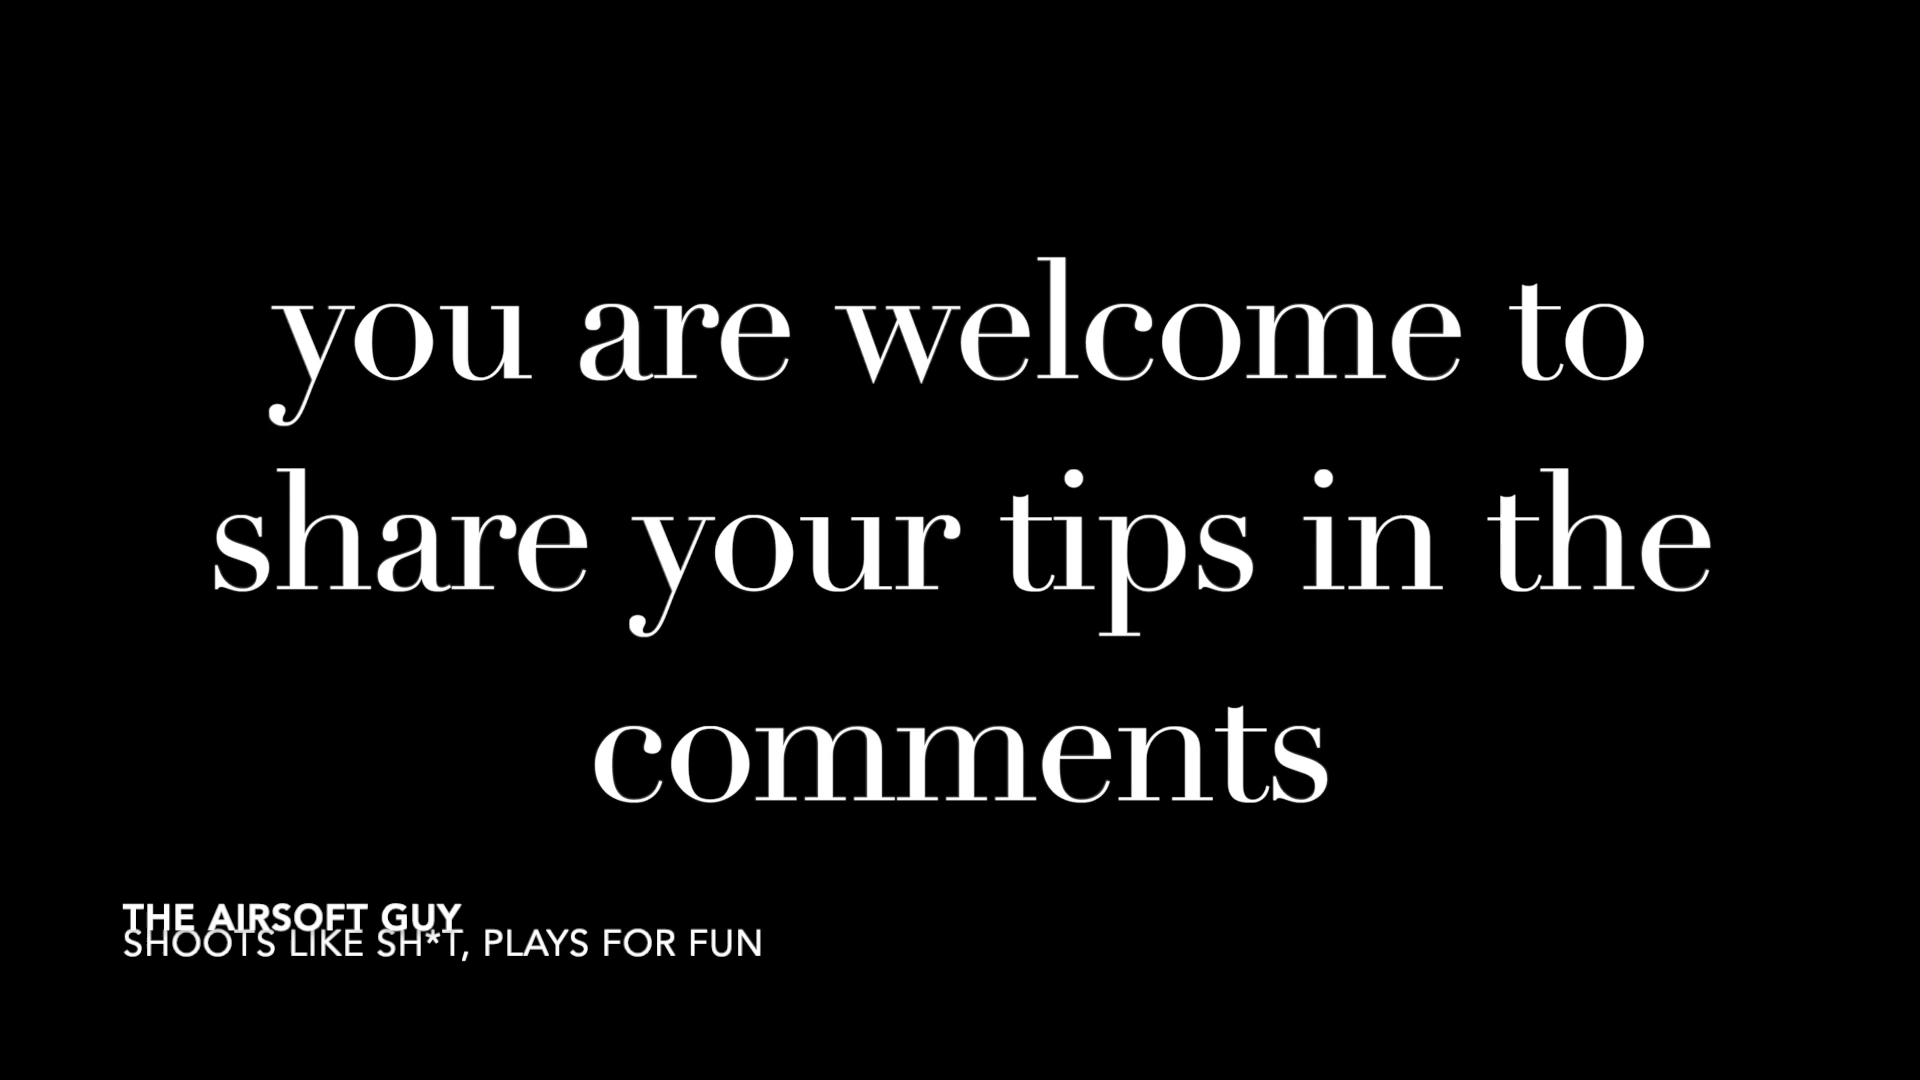 you are welcome to
share your tips in the
comments
THE AIRSOFT GUY
SHOOTS LIKE SH*T, PLAYS FOR FUN